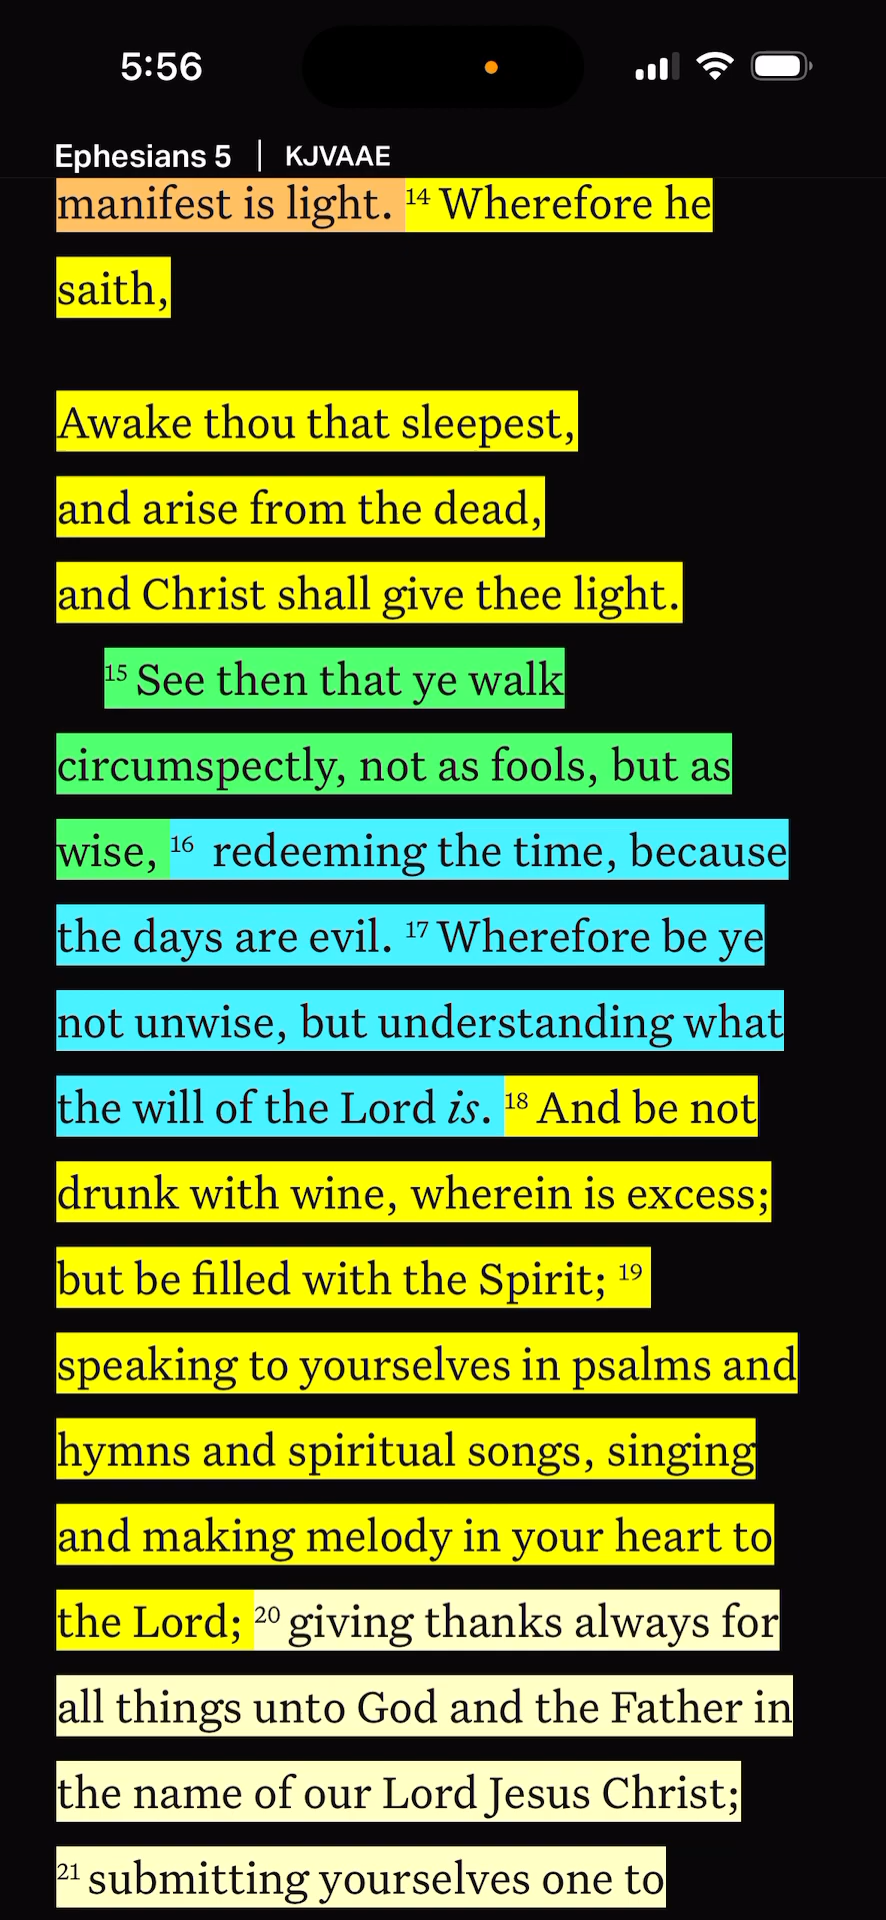 5:56
Ephesians 5 | KJVAAE
manifest is light. 14 Wherefore he
saith,
Awake thou that sleepest,
and arise from the dead,
and Christ shall give thee light.
15 See then that ye walk
circumspectly, not as fools, but as
wise, 16 redeeming the time, because
the days are evil. 17 Wherefore be ye
not unwise, but understanding what
the will of the Lord is. 18 And be not
drunk with wine, wherein is excess;
but be filled with the Spirit; 19
speaking to yourselves in psalms and
hymns and spiritual songs, singing
and making melody in your heart to
the Lord; 20 giving thanks always for
all things unto God and the Father in
the name of our Lord Jesus Christ;
21 submitting yourselves one to